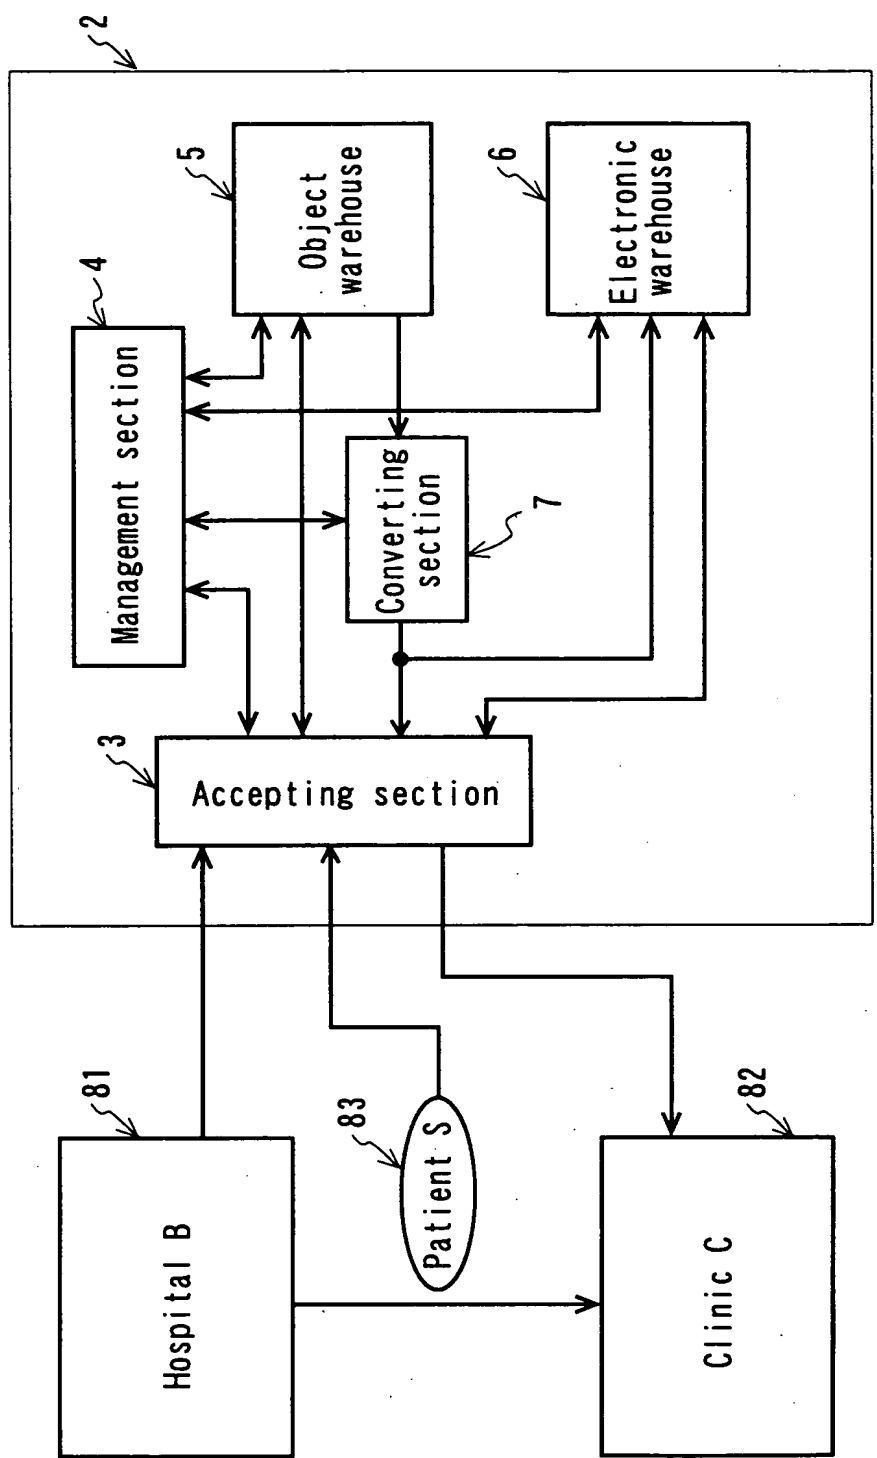 2
4
Management section
5
Object
warehouse
6
Electronic
warehouse
7
Converting
section
3
Accepting section
81
Hospital B
83
Patient S
82
Clinic C